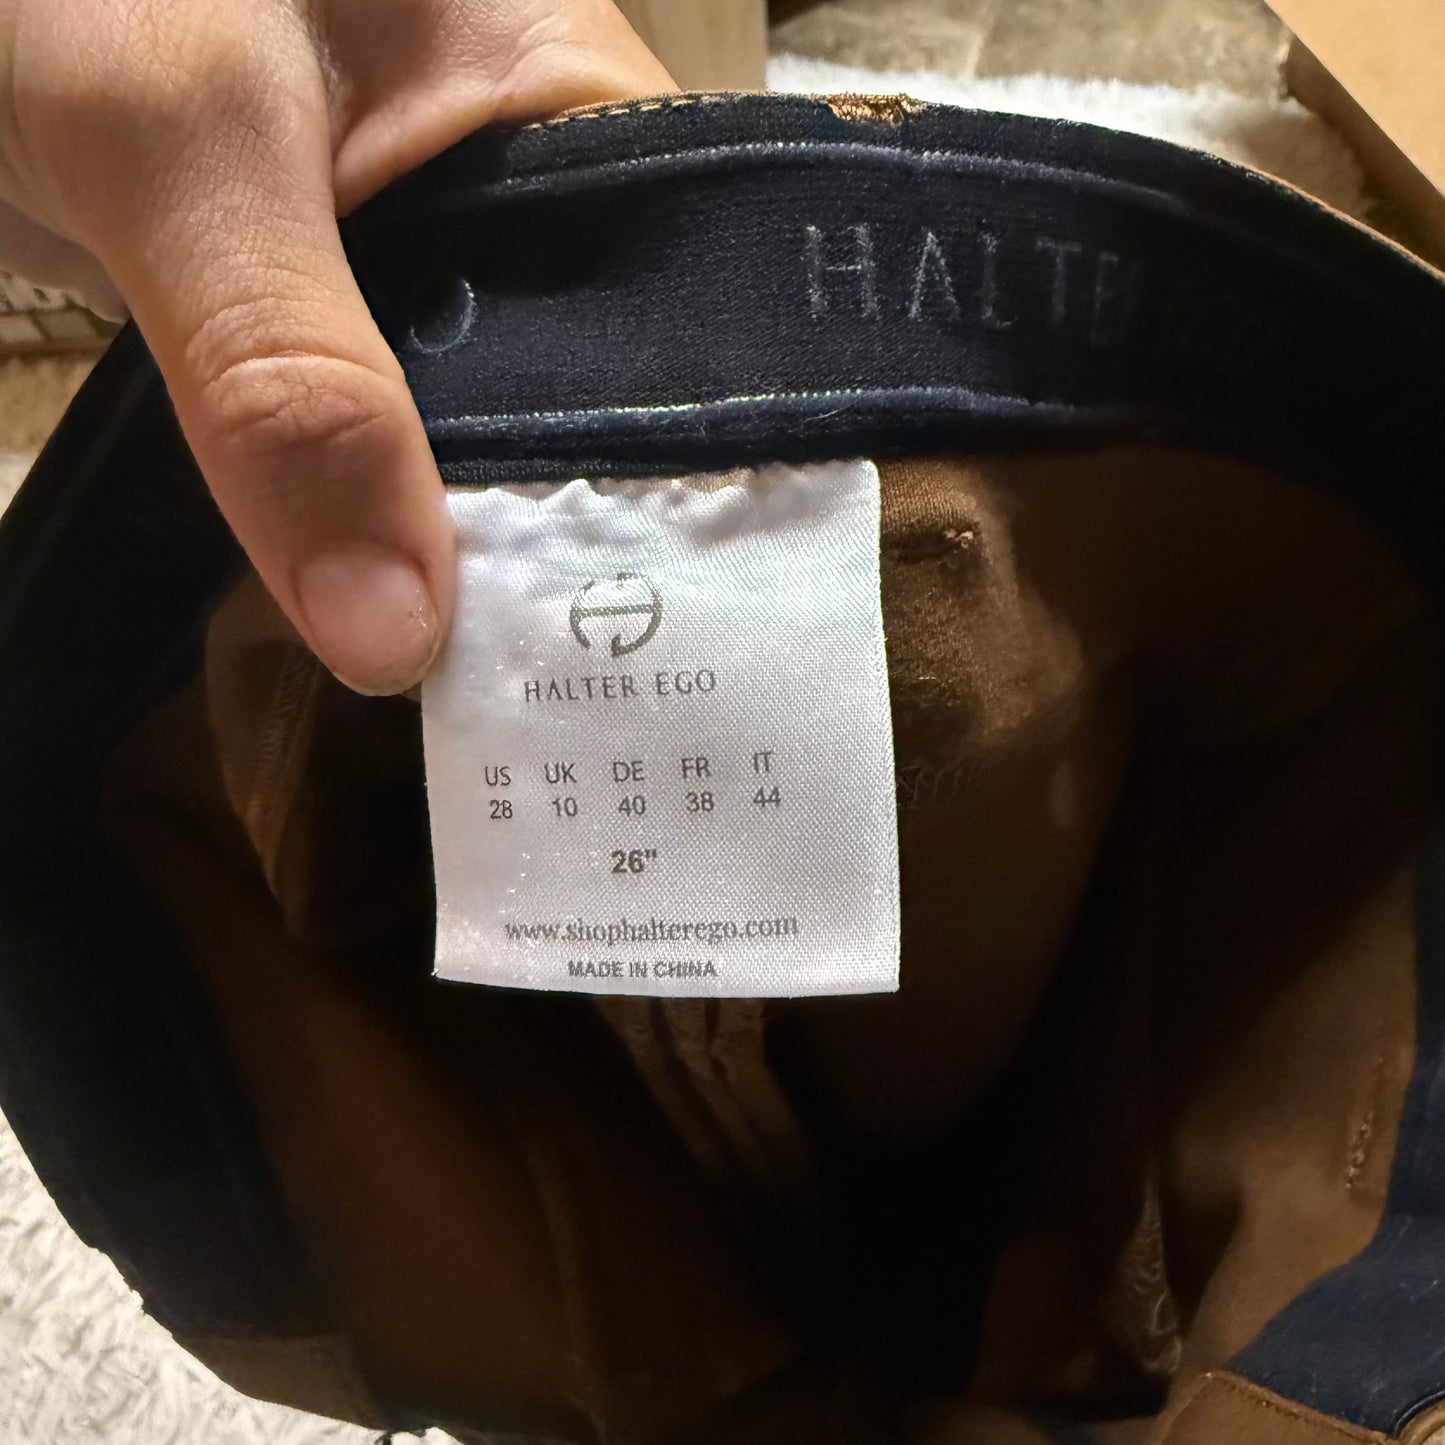 HALTE
HALTER EGO
US UK DE FR IT
28 10 40 38 44
26"
www.shophalterego.com
MADE IN CHINA